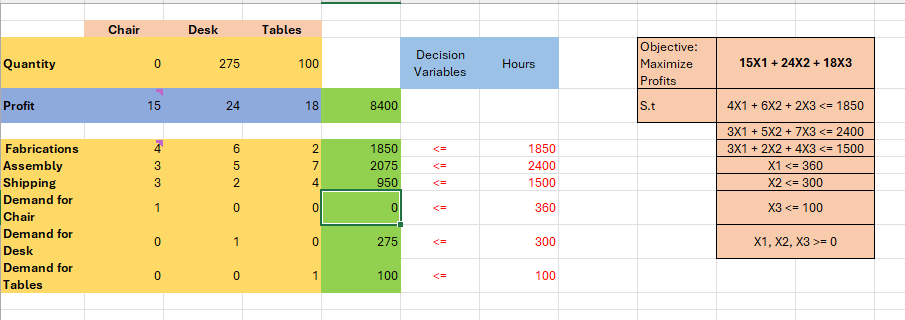 Chair Desk Tables
Quantity 0 275 100
Decision
Variables
Hours
Objective:
Maximize
Profits
15X1 + 24X2 + 18X3
Profit 15 24 18 8400
S.t 4X1 + 6X2 + 2X3 <= 1850
3X1 + 5X2 + 7X3 <= 2400
Fabrications 4 6 2 1850 <= 1850 3X1 + 2X2 + 4X3 <= 1500
Assembly 3 5 7 2075 <= 2400 X1 <= 360
Shipping 3 2 4 950 <= 1500 X2 <= 300
Demand for
Chair
1 0 0 0 <= 360 X3 <= 100
Demand for
Desk
0 1 0 275 <= 300 X1, X2, X3 >= 0
Demand for
Tables
0 0 1 100 <= 100